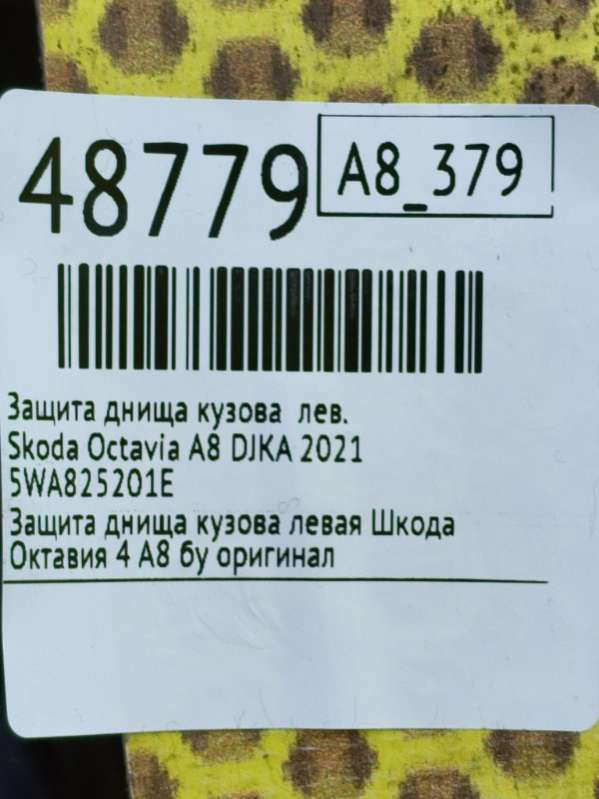 48779
A8_379
Защита днища кузова лев.
Skoda Octavia A8 DJKA 2021
5WA825201E
Защита днища кузова левая Шкода
Октавия 4 А8 бу оригинал